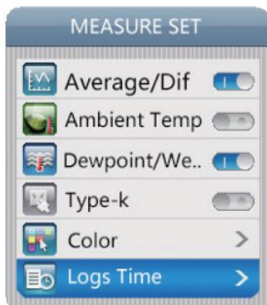 MEASURE SET
Average/Dif
Ambient Temp
Dewpoint/We..
Type-k
Color
Logs Time